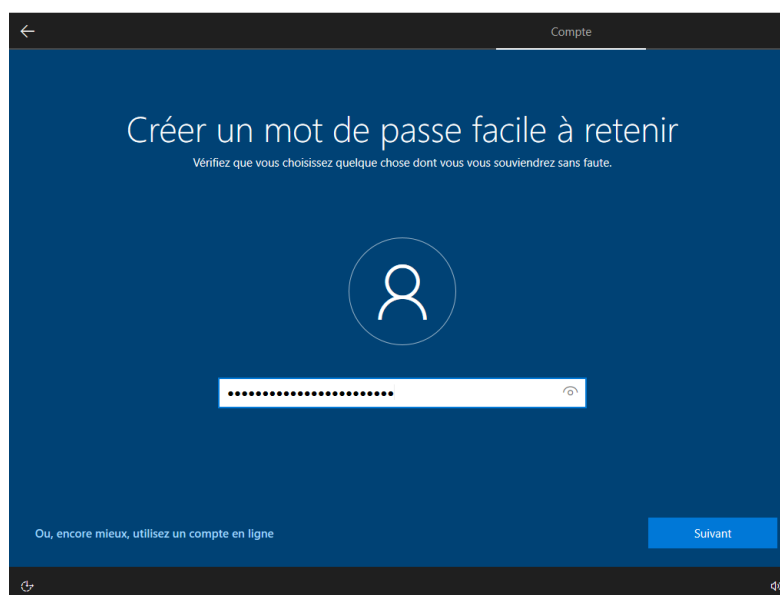 Compte
Créer un mot de passe facile à retenir
Vérifiez que vous choisissez quelque chose dont vous vous souviendrez sans faute.
••••••••••••••••••••••••
Ou, encore mieux, utilisez un compte en ligne
Suivant